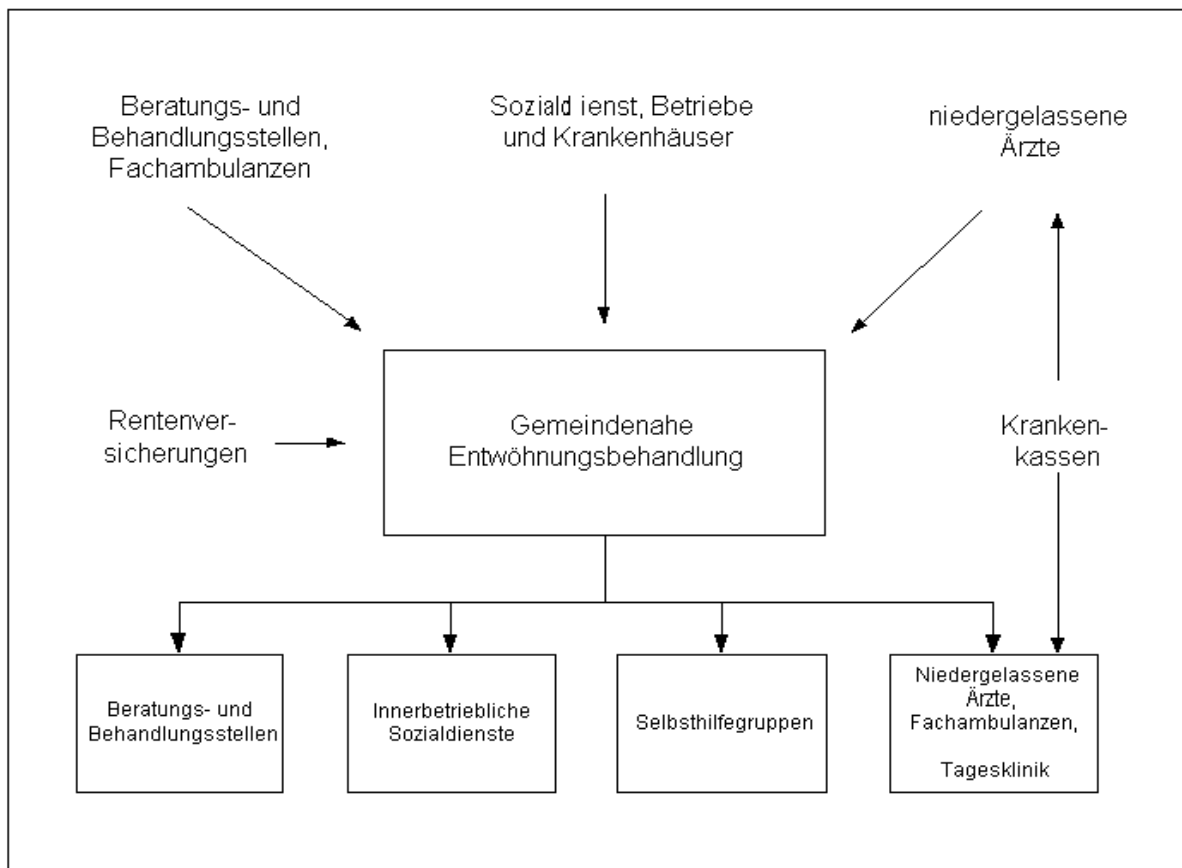 Beratungs- und
Behandlungsstellen,
Fachambulanzen
Soziald ienst, Betriebe
und Krankenhäuser
niedergelassene
Ärzte
Rentenver-
sicherungen
Gemeindenahe
Entwöhnungsbehandlung
Kranken-
kassen
Beratungs- und
Behandlungsstellen
Innerbetriebliche
Sozialdienste
Selbsthilfegruppen
Niedergelassene
Ärzte,
Fachambulanzen,
Tagesklinik